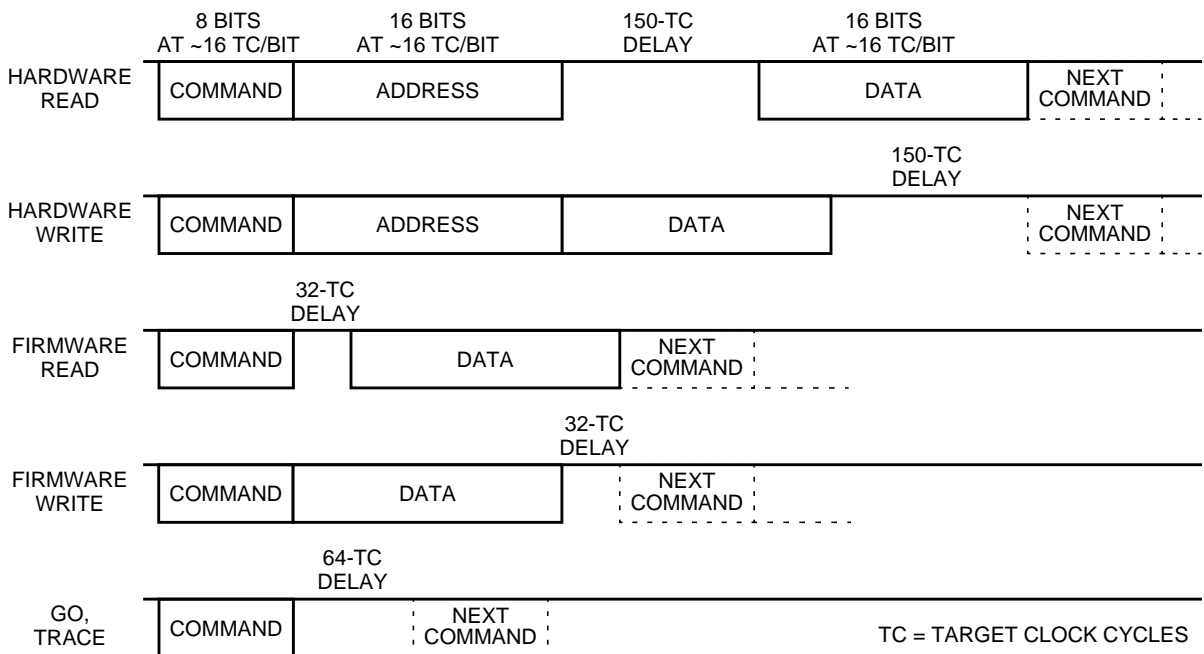 8 BITS
AT ~16 TC/BIT
16 BITS
AT ~16 TC/BIT
150-TC
DELAY
16 BITS
AT ~16 TC/BIT
HARDWARE
READ
COMMAND
ADDRESS
DATA
NEXT
COMMAND
150-TC
DELAY
HARDWARE
WRITE
COMMAND
ADDRESS
DATA
NEXT
COMMAND
32-TC
DELAY
FIRMWARE
READ
COMMAND
DATA
NEXT
COMMAND
32-TC
DELAY
FIRMWARE
WRITE
COMMAND
DATA
NEXT
COMMAND
64-TC
DELAY
GO,
TRACE
COMMAND
NEXT
COMMAND
TC = TARGET CLOCK CYCLES